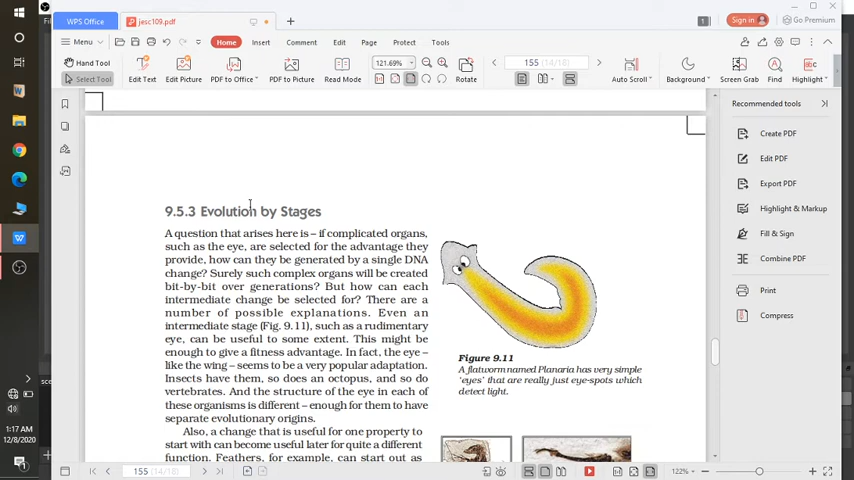 WPS Office
jesc109.pdf
1
Sign in
Go Premium
Menu
Home
Insert
Comment
Edit
Page
Protect
Tools
Hand Tool
Select Tool
Edit Text
Edit Picture
PDF to Office
PDF to Picture
Read Mode
121.69%
155 (14/18)
Rotate
Auto Scroll
Background
Screen Grab
Find
Highlight
Recommended tools
Create PDF
Edit PDF
Export PDF
Highlight & Markup
Fill & Sign
Combine PDF
Print
Compress
9.5.3 Evolution by Stages
A question that arises here is – if complicated organs,
such as the eye, are selected for the advantage they
provide, how can they be generated by a single DNA
change? Surely such complex organs will be created
bit-by-bit over generations? But how can each
intermediate change be selected for? There are a
number of possible explanations. Even an
intermediate stage (Fig. 9.11), such as a rudimentary
eye, can be useful to some extent. This might be
enough to give a fitness advantage. In fact, the eye –
like the wing – seems to be a very popular adaptation.
Insects have them, so does an octopus, and so do
vertebrates. And the structure of the eye in each of
these organisms is different – enough for them to have
separate evolutionary origins.
Also, a change that is useful for one property to
start with can become useful later for quite a different
function. Feathers, for example, can start out as
Figure 9.11
A flatworm named Planaria has very simple
'eyes' that are really just eye-spots which
detect light.
1:17 AM
12/8/2020
155 (14/18)
122%